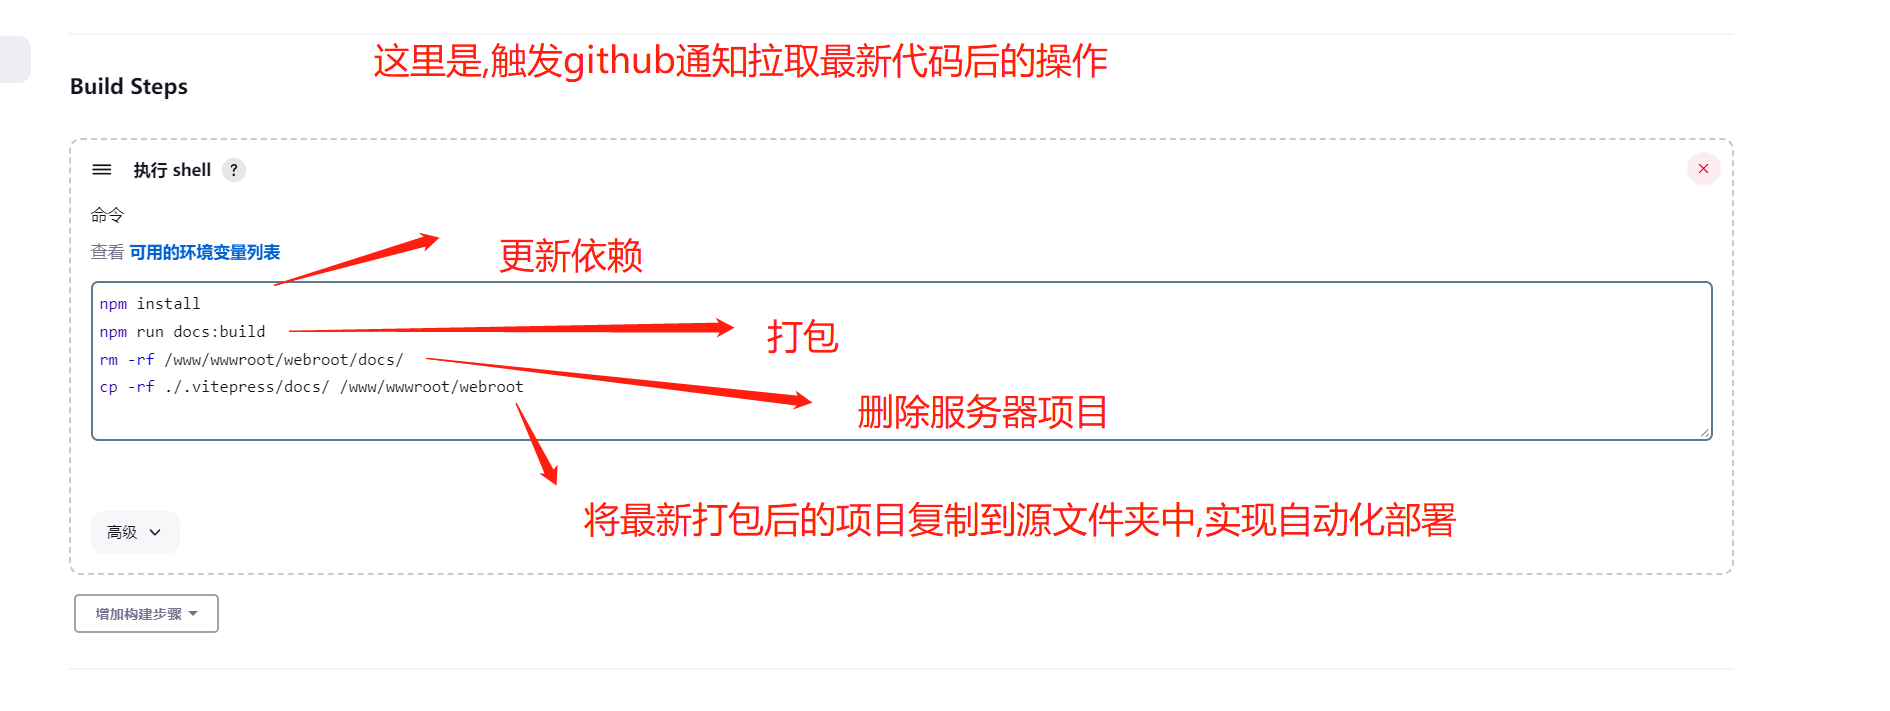 这里是,触发github通知拉取最新代码后的操作
Build Steps
执行 shell ?
命令
查看 可用的环境变量列表
更新依赖
npm install
npm run docs:build
打包
rm -rf /www/wwwroot/webroot/docs/
cp -rf ./.vitepress/docs/ /www/wwwroot/webroot
删除服务器项目
将最新打包后的项目复制到源文件夹中,实现自动化部署
高级
增加构建步骤